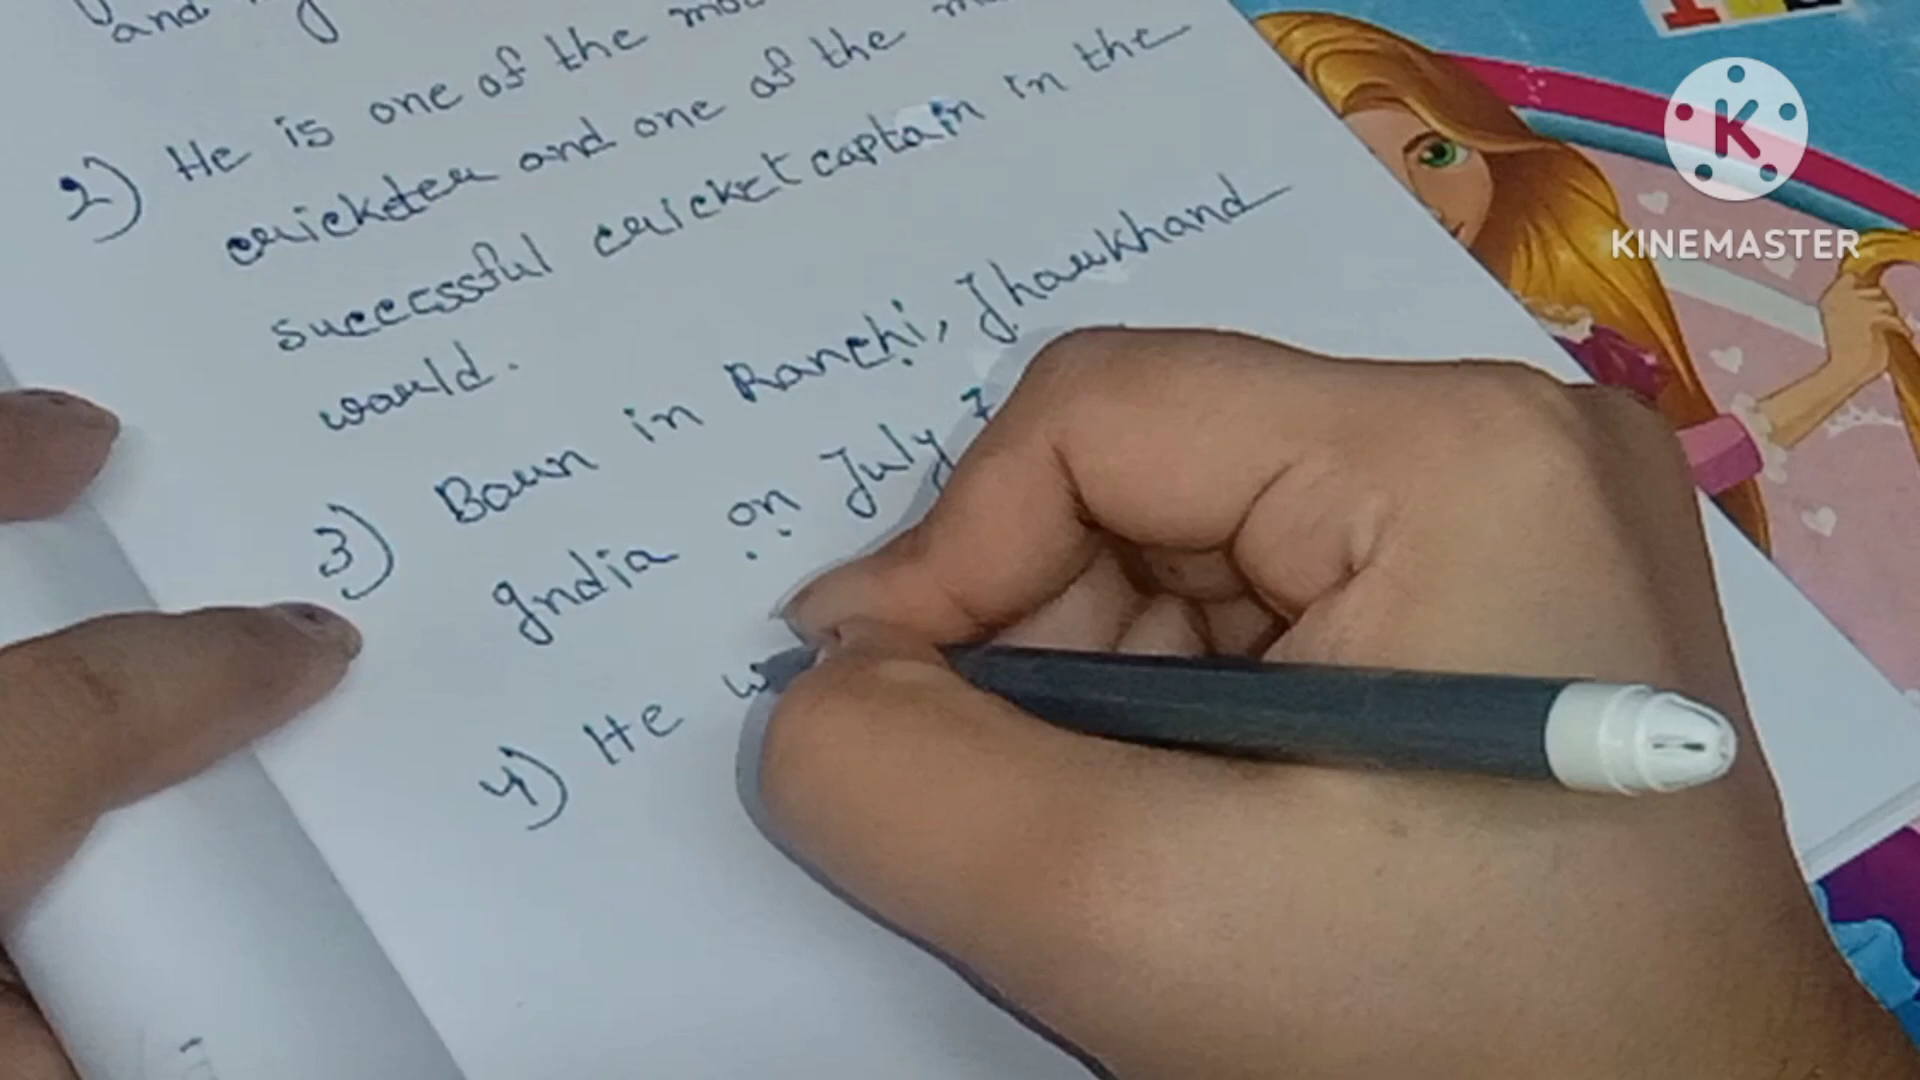 and
2) He is one of the
cricketer and one of the
successful cricket captain in the
world.
3) Born in Ranchi, Jharkhand
India on July 7
4) He
KINEMASTER